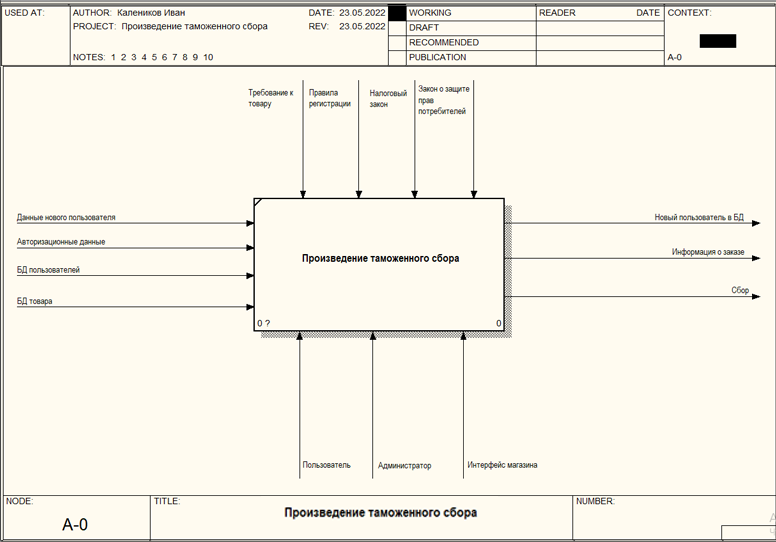 USED AT:
AUTHOR: Калеников Иван
DATE: 23.05.2022
WORKING
READER
DATE
CONTEXT:
PROJECT: Произведение таможенного сбора
REV: 23.05.2022
DRAFT
RECOMMENDED
NOTES: 1 2 3 4 5 6 7 8 9 10
PUBLICATION
A-0
Требование к
товару
Правила
регистрации
Налоговый
закон
Закон о защите
прав
потребителей
Данные нового пользователя
Авторизационные данные
БД пользователей
БД товара
Произведение таможенного сбора
0 ?
0
Новый пользователь в БД
Информация о заказе
Сбор
Пользователь
Администратор
Интерфейс магазина
NODE:
A-0
TITLE:
Произведение таможенного сбора
NUMBER: